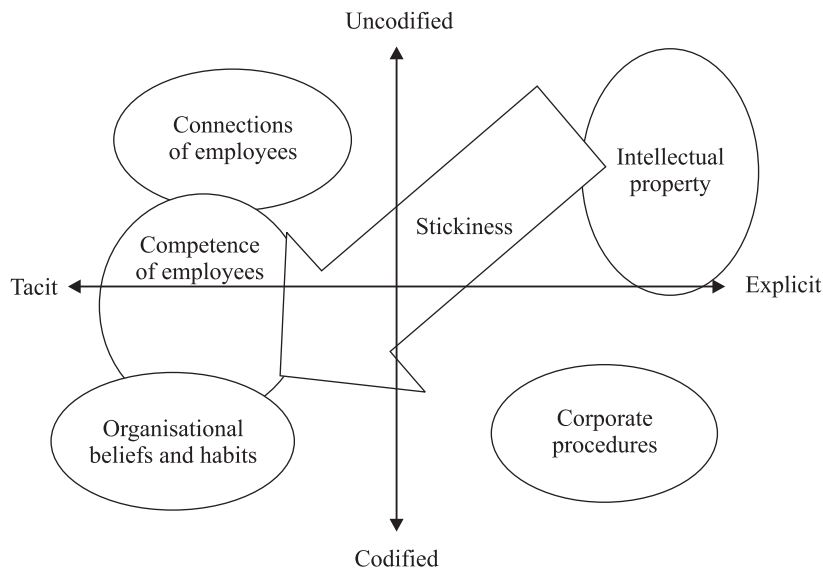 Uncodified
Connections
of employees
Intellectual
property
Stickiness
Competence
of employees
Tacit
Explicit
Organisational
beliefs and habits
Corporate
procedures
Codified